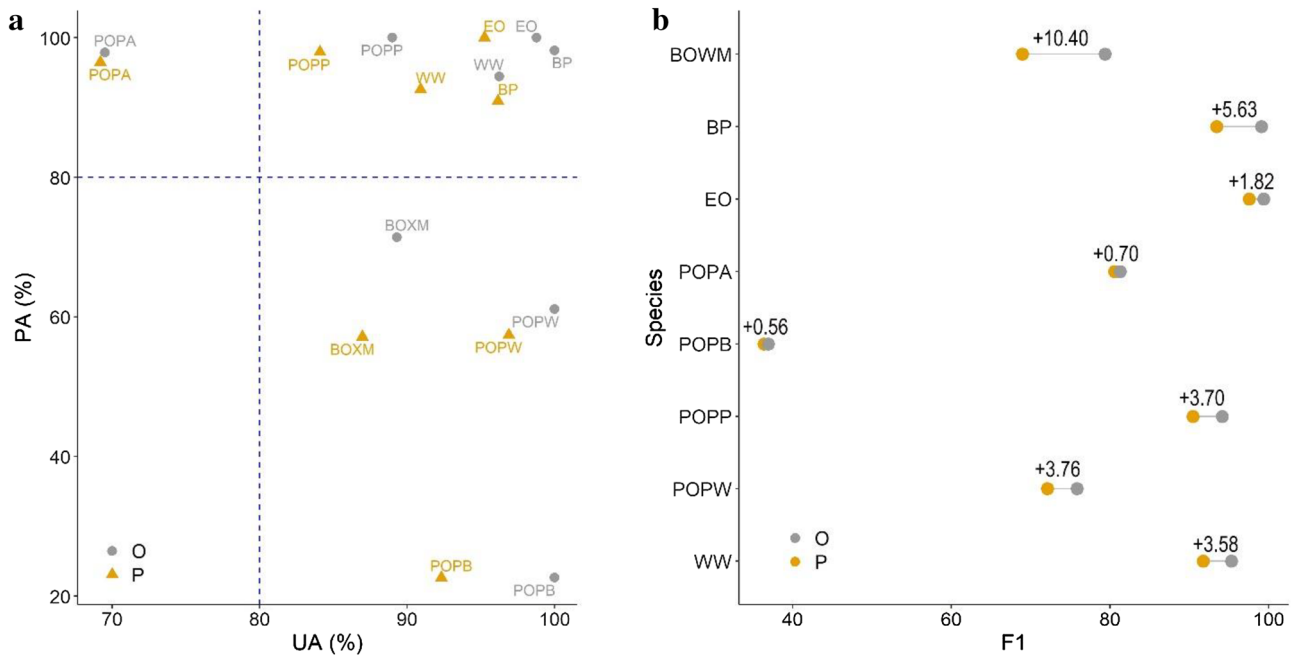 a
PA (%)
100
80
60
40
20
POPA
POPA
POPP
POPP
EO
EO
BP
WW
WW
BP
BOXM
BOXM
POPW
POPW
POPB
POPB
O
P
70
80
90
100
UA (%)
b
Species
BOWM
+10.40
BP
+5.63
EO
+1.82
POPA
+0.70
POPB
+0.56
POPP
+3.70
POPW
+3.76
WW
+3.58
O
P
40
60
80
100
F1